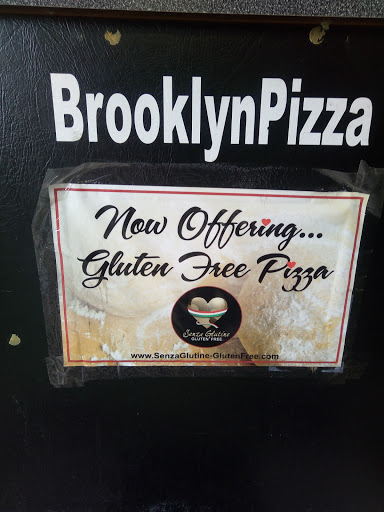 BrooklynPizza
Now Offering...
Gluten Free Pizza
Senza Glutine
GLUTEN FREE
www.SenzaGlutine-GlutenFree.com